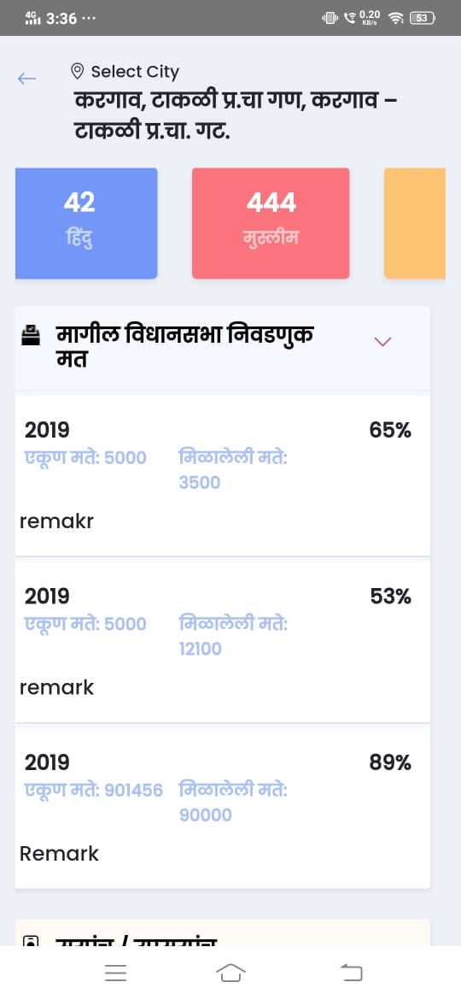 4G 3:36 ... 0.20 KB/s 53
Select City
करगाव, टाकळी प्र.चा गण, करगाव –
टाकळी प्र.चा. गट.
42
हिंदु
444
मुस्लीम
मागील विधानसभा निवडणुक
मत
2019 65%
एकूण मते: 5000 मिळालेली मते:
3500
remakr
2019 53%
एकूण मते: 5000 मिळालेली मते:
12100
remark
2019 89%
एकूण मते: 901456 मिळालेली मते:
90000
Remark